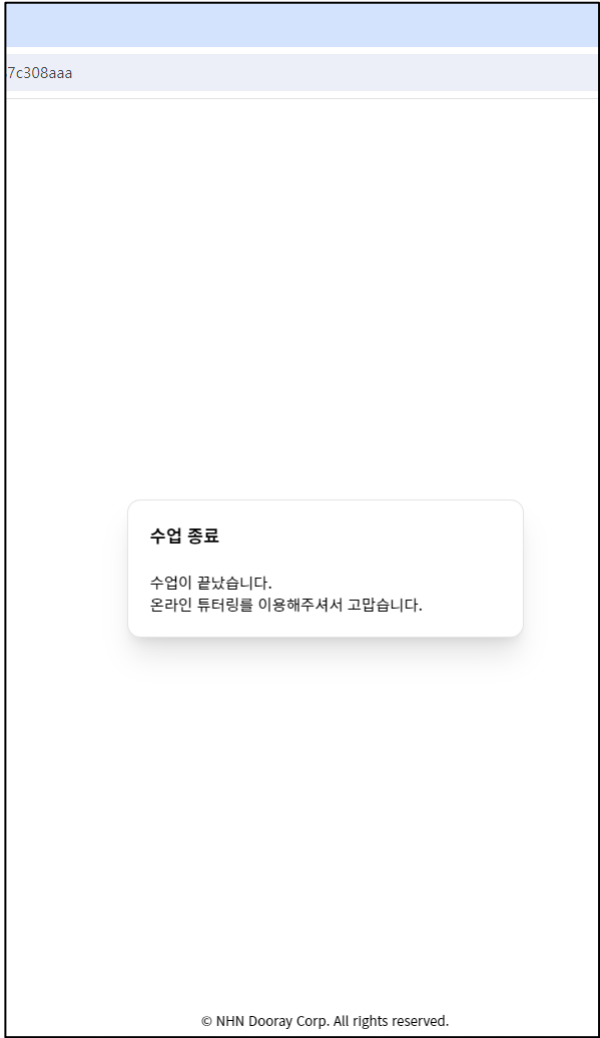 7c308aaa
수업 종료
수업이 끝났습니다.
온라인 튜터링를 이용해주셔서 고맙습니다.
© NHN Dooray Corp. All rights reserved.